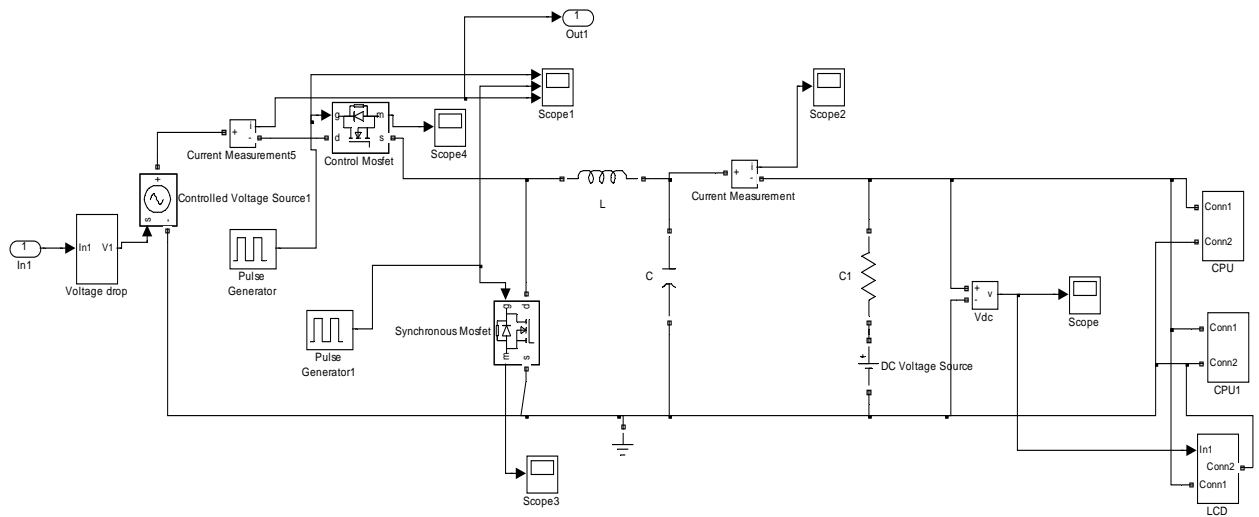 1
Out1
Scope1
g
m
d
s
Control Mosfet
Scope4
+
i
-
Current Measurement5
+
s
-
Controlled Voltage Source1
1
In1
In1
V1
Voltage drop
Pulse
Generator
Pulse
Generator1
g
d
m
s
Synchronous Mosfet
Scope3
L
C
+
i
-
Current Measurement
Scope2
C1
+
DC Voltage Source
+
-
v
Vdc
Scope
Conn1
Conn2
CPU
Conn1
Conn2
CPU1
In1
Conn2
Conn1
LCD